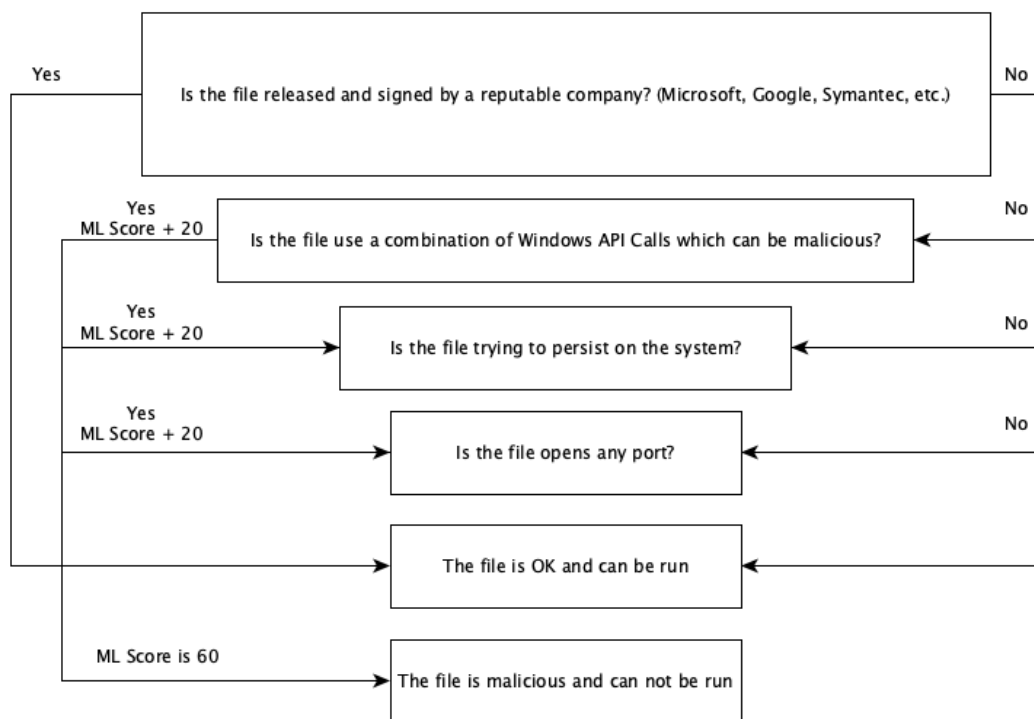 Yes
No
Is the file released and signed by a reputable company? (Microsoft, Google, Symantec, etc.)
Yes
ML Score + 20
No
Is the file use a combination of Windows API Calls which can be malicious?
Yes
ML Score + 20
No
Is the file trying to persist on the system?
Yes
ML Score + 20
No
Is the file opens any port?
The file is OK and can be run
ML Score is 60
The file is malicious and can not be run